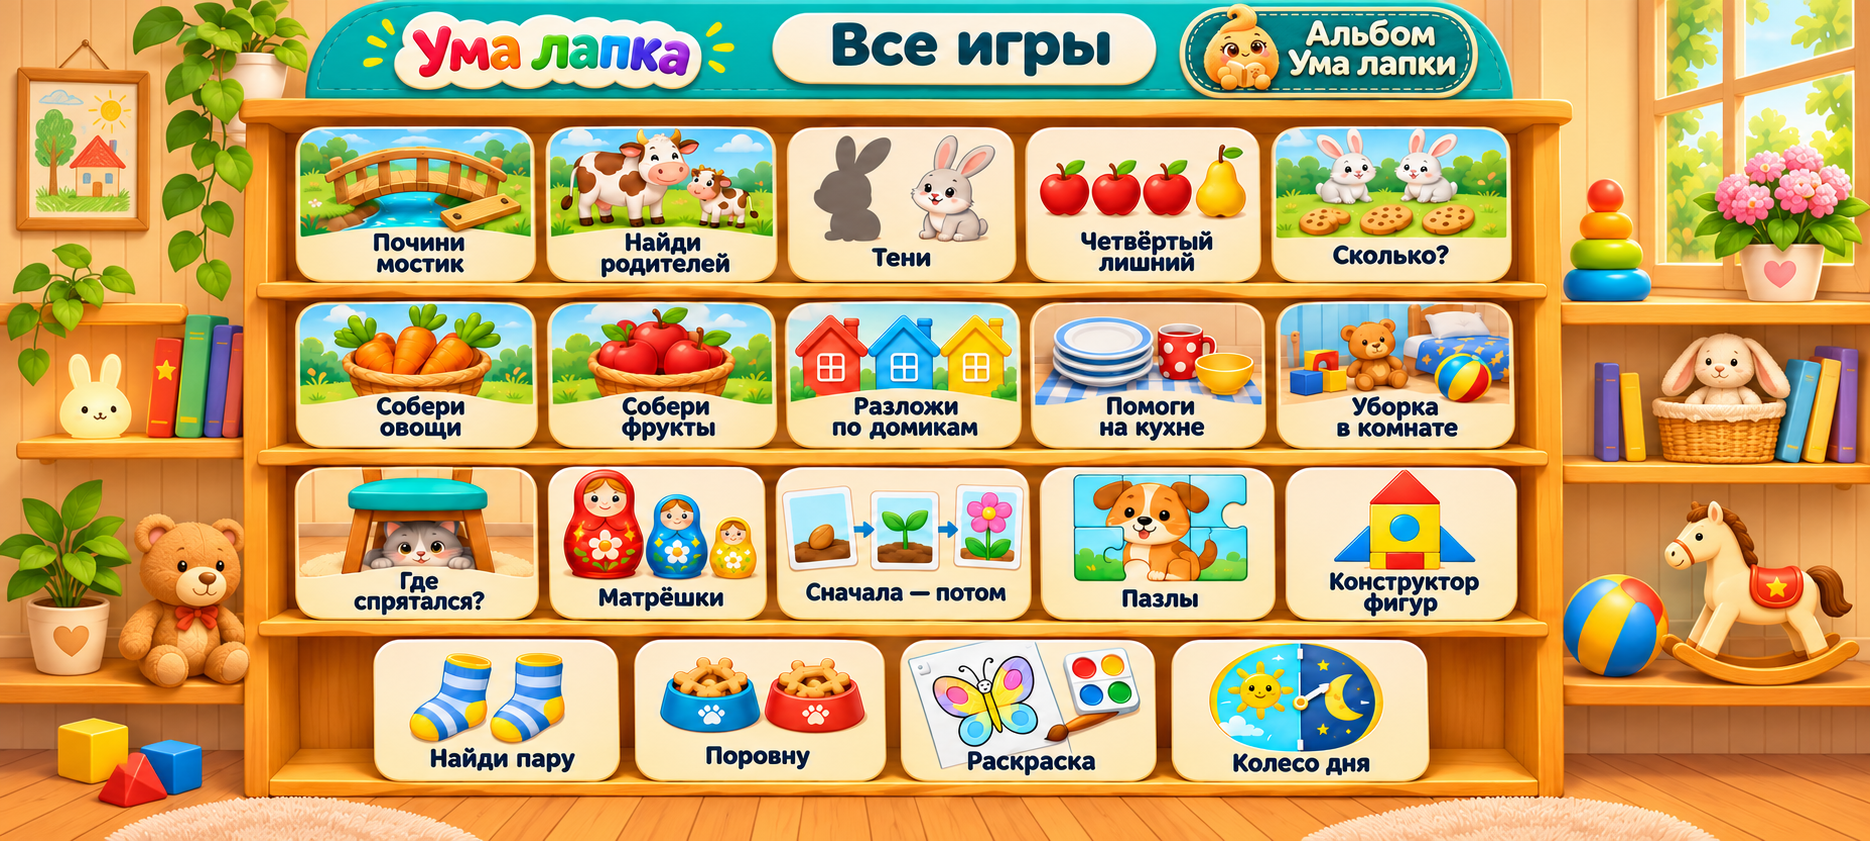 Ума лапка
Все игры
Альбом
Ума лапки
Почини
мостик
Найди
родителей
Тени
Четвёртый
лишний
Сколько?
Собери
овощи
Собери
фрукты
Разложи
по домикам
Помоги
на кухне
Уборка
в комнате
Где
спрятался?
Матрёшки
Сначала — потом
Пазлы
Конструктор
фигур
Найди пару
Поровну
Раскраска
Колесо дня